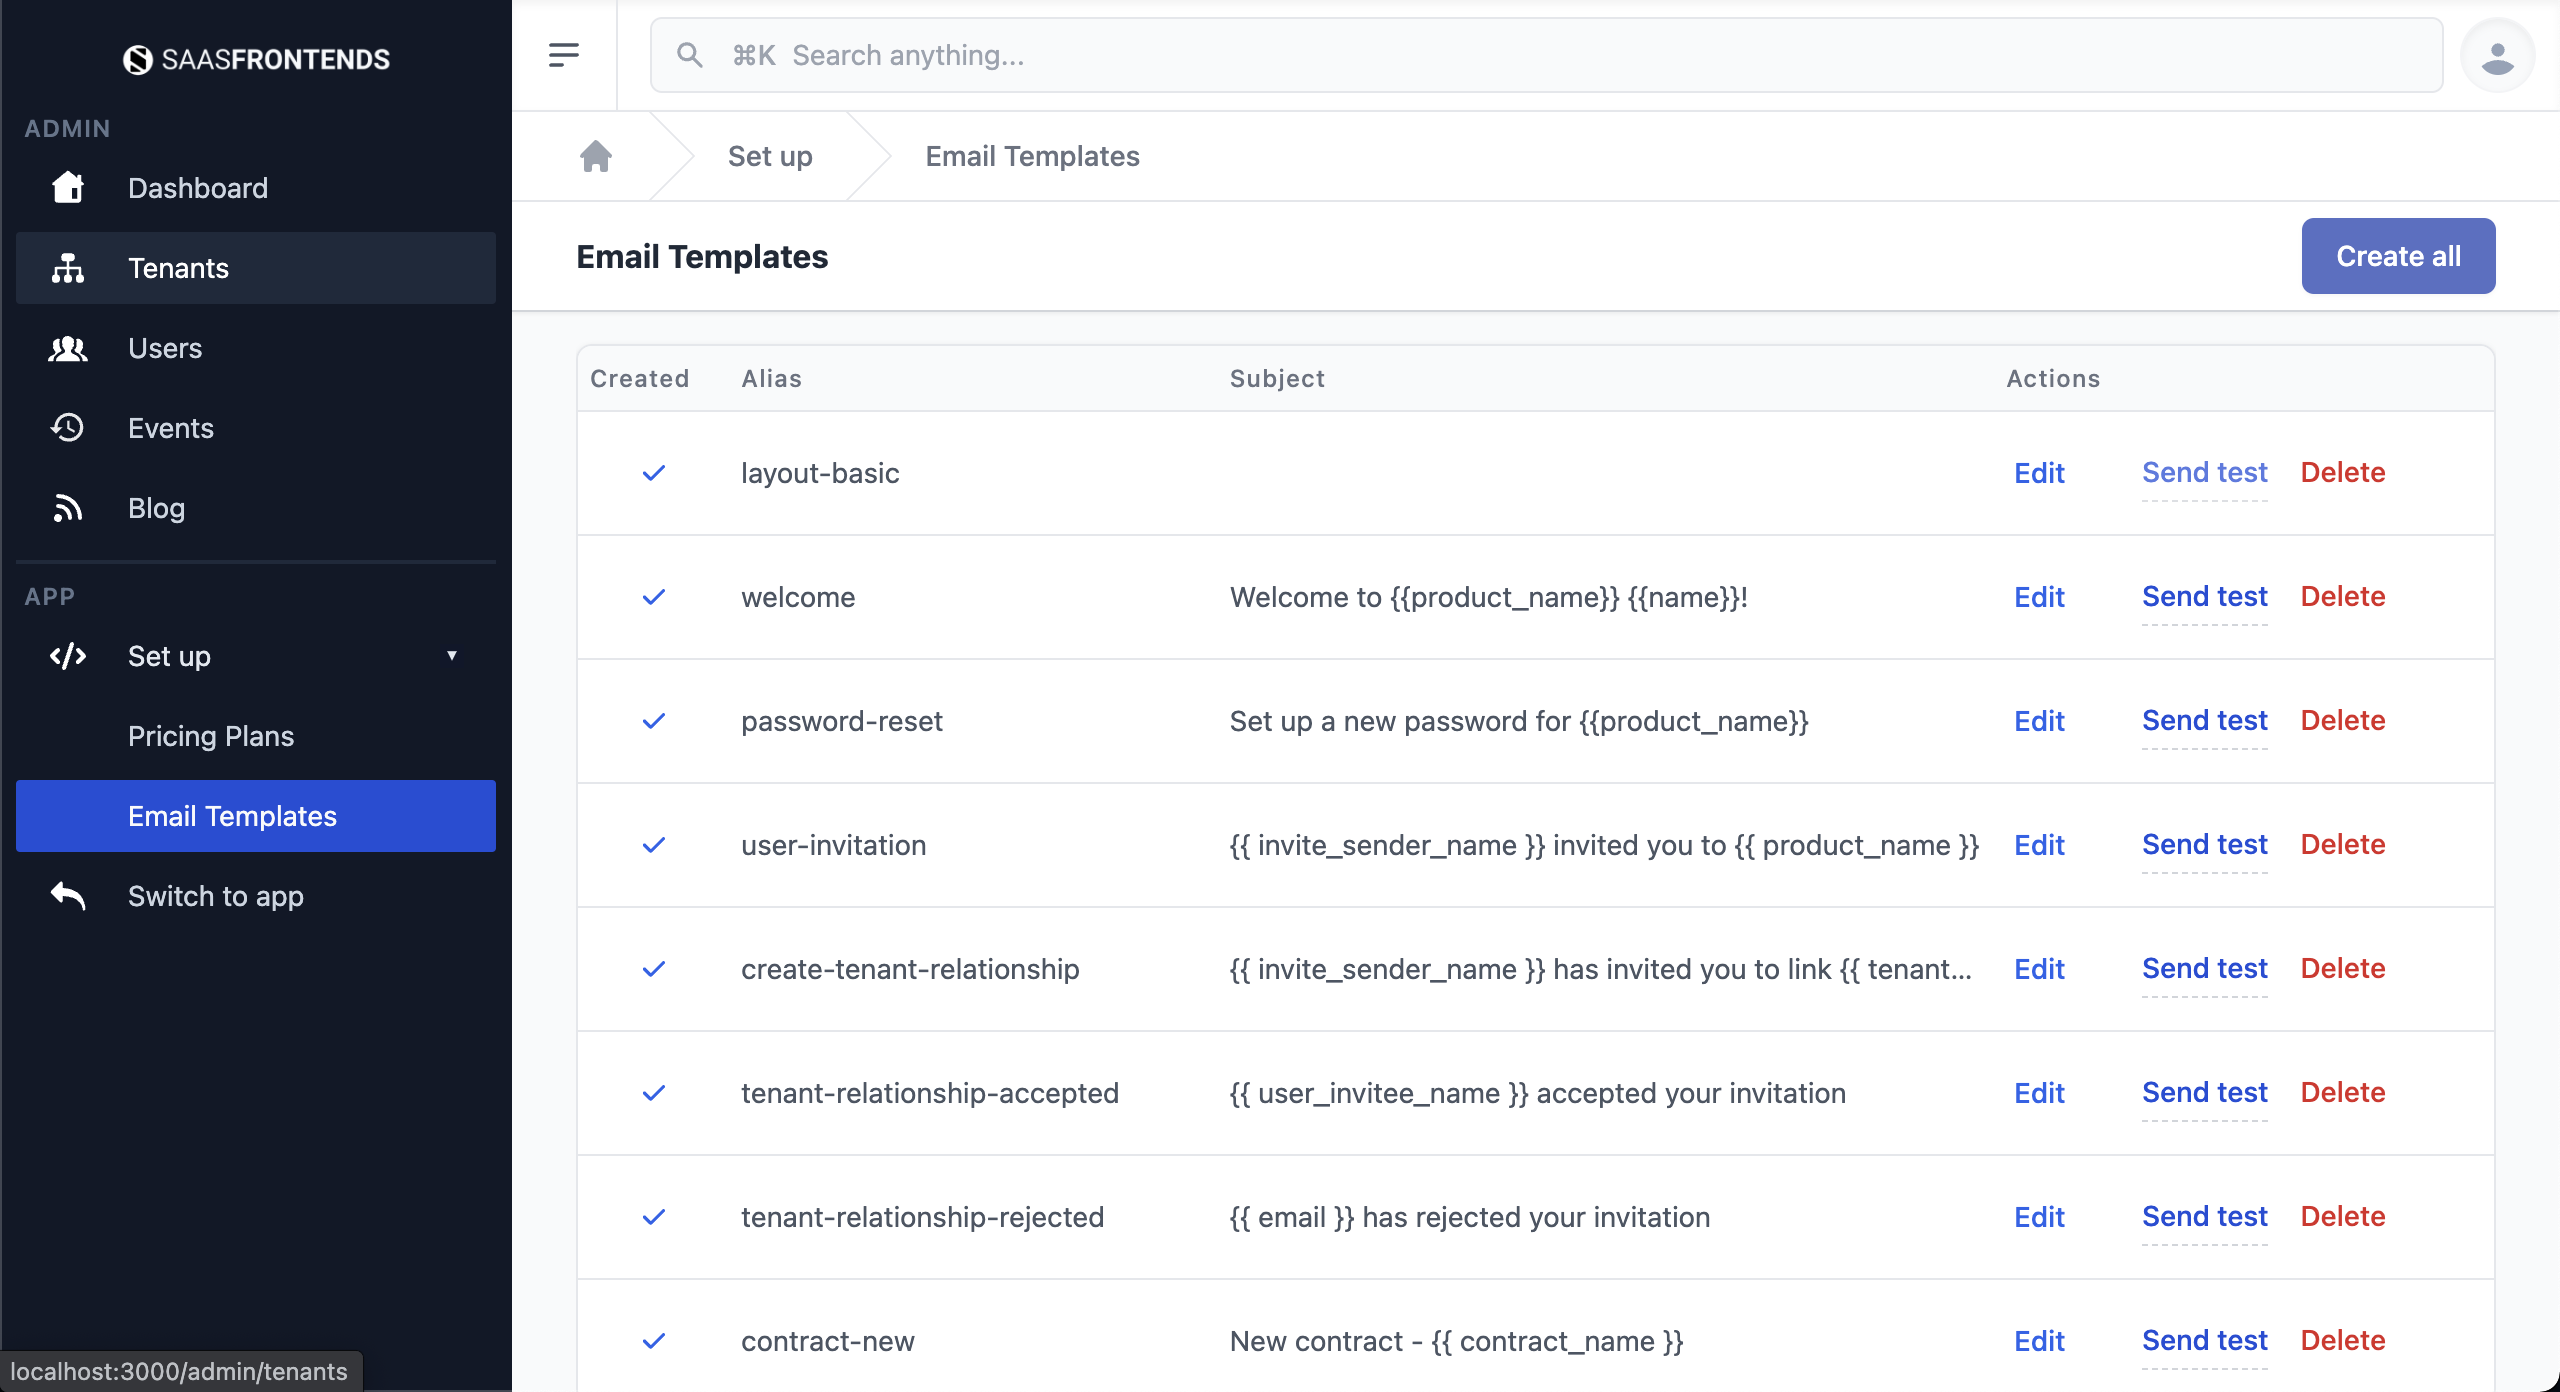 SAASFRONTENDS
⌘K Search anything...
ADMIN
Dashboard
Tenants
Users
Events
Blog
APP
Set up ▼
Pricing Plans
Email Templates
Switch to app
Set up
Email Templates
Email Templates
Create all
Created Alias Subject Actions
layout-basic Edit Send test Delete
welcome Welcome to {{product_name}} {{name}}! Edit Send test Delete
password-reset Set up a new password for {{product_name}} Edit Send test Delete
user-invitation {{ invite_sender_name }} invited you to {{ product_name }} Edit Send test Delete
create-tenant-relationship {{ invite_sender_name }} has invited you to link {{ tenant... Edit Send test Delete
tenant-relationship-accepted {{ user_invitee_name }} accepted your invitation Edit Send test Delete
tenant-relationship-rejected {{ email }} has rejected your invitation Edit Send test Delete
contract-new New contract - {{ contract_name }} Edit Send test Delete
localhost:3000/admin/tenants